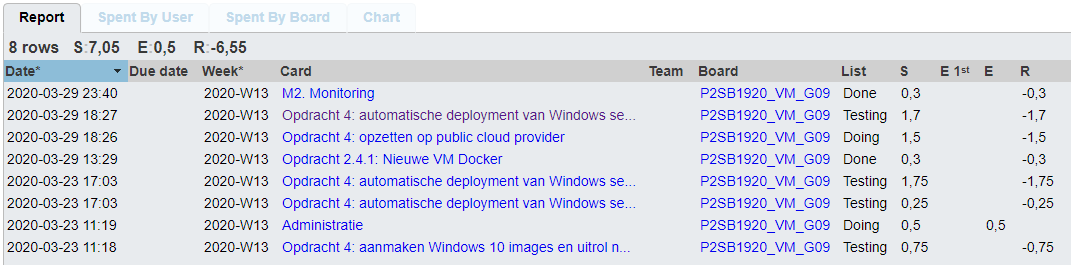 Report Spent By User Spent By Board Chart
8 rows S:7,05 E:0,5 R:-6,55
Date* Due date Week* Card Team Board List S E 1st E R
2020-03-29 23:40 2020-W13 M2. Monitoring P2SB1920_VM_G09 Done 0,3 -0,3
2020-03-29 18:27 2020-W13 Opdracht 4: automatische deployment van Windows se... P2SB1920_VM_G09 Testing 1,7 -1,7
2020-03-29 18:26 2020-W13 Opdracht 4: opzetten op public cloud provider P2SB1920_VM_G09 Doing 1,5 -1,5
2020-03-29 13:29 2020-W13 Opdracht 2.4.1: Nieuwe VM Docker P2SB1920_VM_G09 Done 0,3 -0,3
2020-03-23 17:03 2020-W13 Opdracht 4: automatische deployment van Windows se... P2SB1920_VM_G09 Testing 1,75 -1,75
2020-03-23 17:03 2020-W13 Opdracht 4: automatische deployment van Windows se... P2SB1920_VM_G09 Testing 0,25 -0,25
2020-03-23 11:19 2020-W13 Administratie P2SB1920_VM_G09 Doing 0,5 0,5
2020-03-23 11:18 2020-W13 Opdracht 4: aanmaken Windows 10 images en uitrol n... P2SB1920_VM_G09 Testing 0,75 -0,75